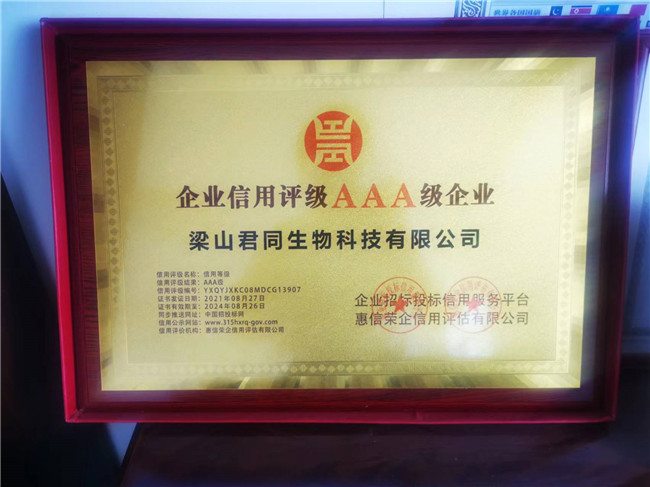 企业信用评级AAA级企业
梁山君同生物科技有限公司
信用评级名称：信用等级
信用评级结果：AAA级
信用评级编号：YXQYJXKC08MDCG13907
证书发证日期：2021年08月27日
证书有效期至：2024年08月26日
同步推送网址：中国招投标网
信用公示网站：www.315hxrq-gov.com
信用评价机构：惠信荣企信用评估有限公司
企业招标投标信用服务平台
惠信荣企信用评估有限公司